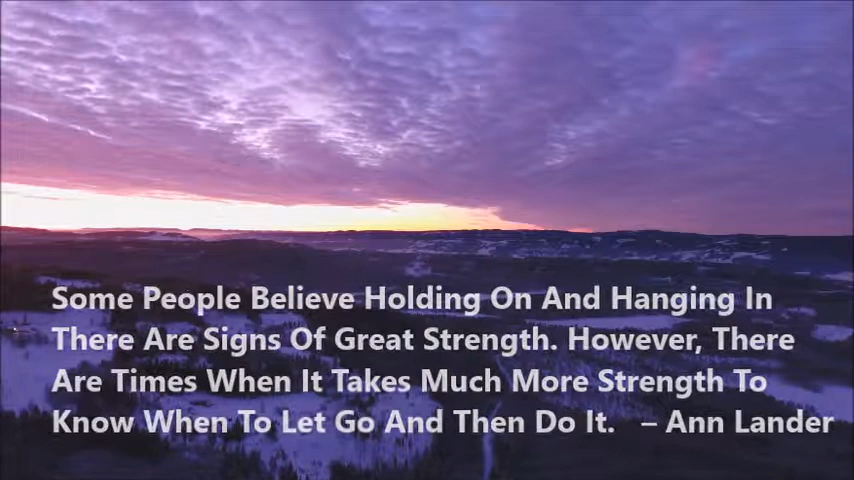 Some People Believe Holding On And Hanging In
There Are Signs Of Great Strength. However, There
Are Times When It Takes Much More Strength To
Know When To Let Go And Then Do It. – Ann Lander